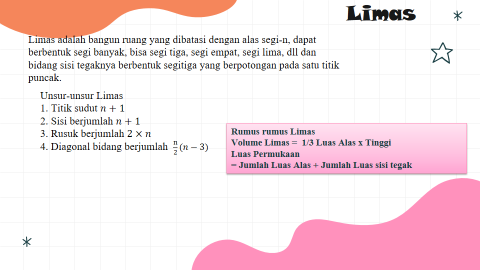 Limas
Limas adalah bangun ruang yang dibatasi dengan alas segi-n, dapat
berbentuk segi banyak, bisa segi tiga, segi empat, segi lima, dll dan
bidang sisi tegaknya berbentuk segitiga yang berpotongan pada satu titik
puncak.
Unsur-unsur Limas
1. Titik sudut n + 1
2. Sisi berjumlah n + 1
3. Rusuk berjumlah 2 × n
4. Diagonal bidang berjumlah n/2 (n − 3)
Rumus rumus Limas
Volume Limas = 1/3 Luas Alas x Tinggi
Luas Permukaan
= Jumlah Luas Alas + Jumlah Luas sisi tegak